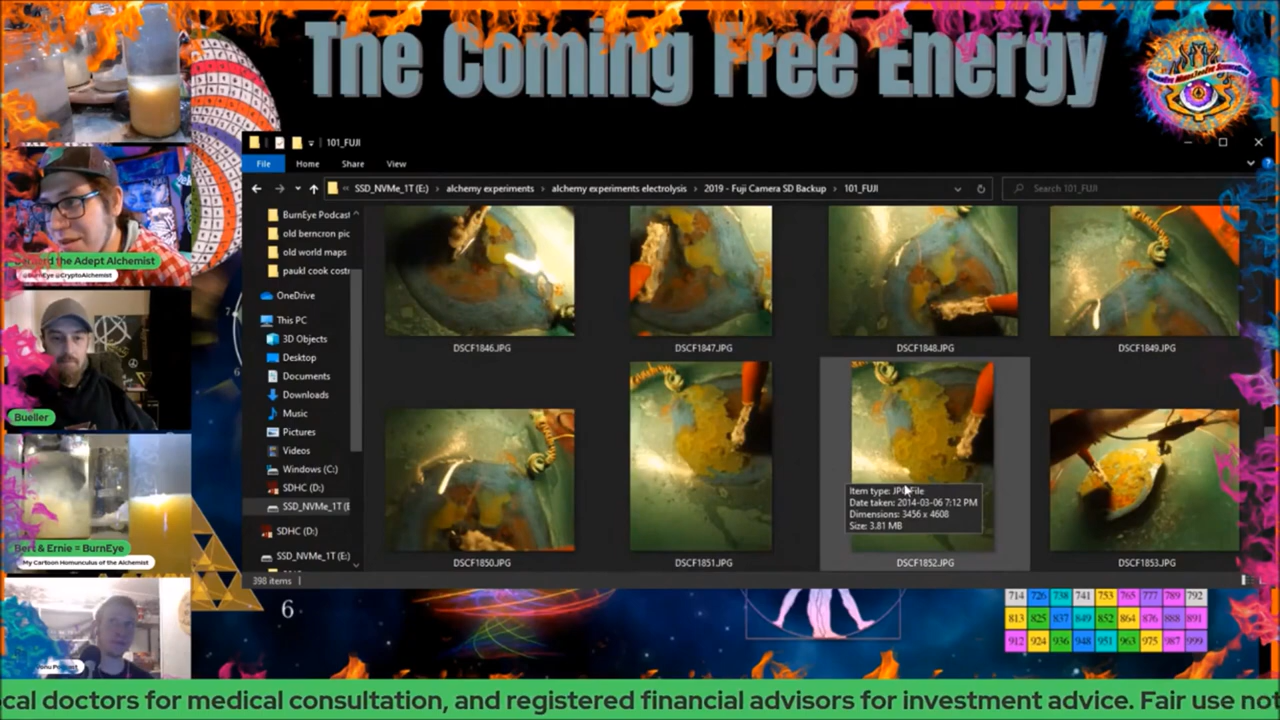 The Coming Free Energy
101_FUJI
File Home Share View
SSD_NVMe_1T (E:) › alchemy experiments › alchemy experiments electrolysis › 2019 - Fuji Camera SD Backup › 101_FUJI
Search 101_FUJI
BurnEye Podcast
old berncron pic
old world maps
paukl cook costu
OneDrive
This PC
3D Objects
Desktop
Documents
Downloads
Music
Pictures
Videos
Windows (C:)
SDHC (D:)
SSD_NVMe_1T (E
SDHC (D:)
SSD_NVMe_1T (E:)
398 items
DSCF1846.JPG DSCF1847.JPG DSCF1848.JPG DSCF1849.JPG
Item type: JPG File
Date taken: 2014-03-06 7:12 PM
Dimensions: 3456 x 4608
Size: 3.81 MB
DSCF1850.JPG DSCF1851.JPG DSCF1852.JPG DSCF1853.JPG
the Adept Alchemist
@BurnEye @CryptoAlchemist
Bueller
Bert & Ernie = BurnEye
My Cartoon Homunculus of the Alchemist
Podcast
6
714 726 738 741 753 765 777 789 792
813 825 837 849 852 864 876 888 891
912 924 936 948 951 963 975 987 999
cal doctors for medical consultation, and registered financial advisors for investment advice. Fair use not